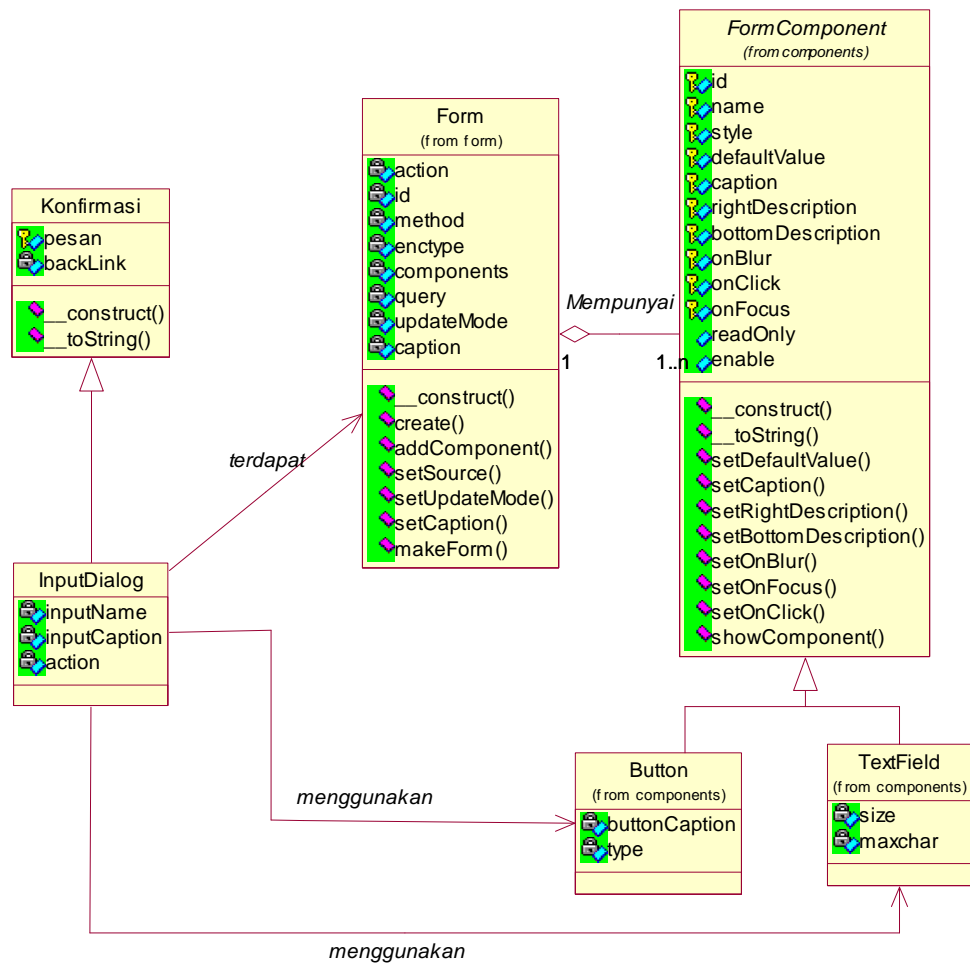 FormComponent
(from components)
id
name
style
defaultValue
caption
rightDescription
bottomDescription
onBlur
onClick
onFocus
readOnly
enable
__construct()
__toString()
setDefaultValue()
setCaption()
setRightDescription()
setBottomDescription()
setOnBlur()
setOnFocus()
setOnClick()
showComponent()
Form
(from form)
action
id
method
enctype
components
query
updateMode
caption
__construct()
create()
addComponent()
setSource()
setUpdateMode()
setCaption()
makeForm()
Mempunyai
1
1..n
Konfirmasi
pesan
backLink
__construct()
__toString()
terdapat
InputDialog
inputName
inputCaption
action
menggunakan
Button
(from components)
buttonCaption
type
TextField
(from components)
size
maxchar
menggunakan